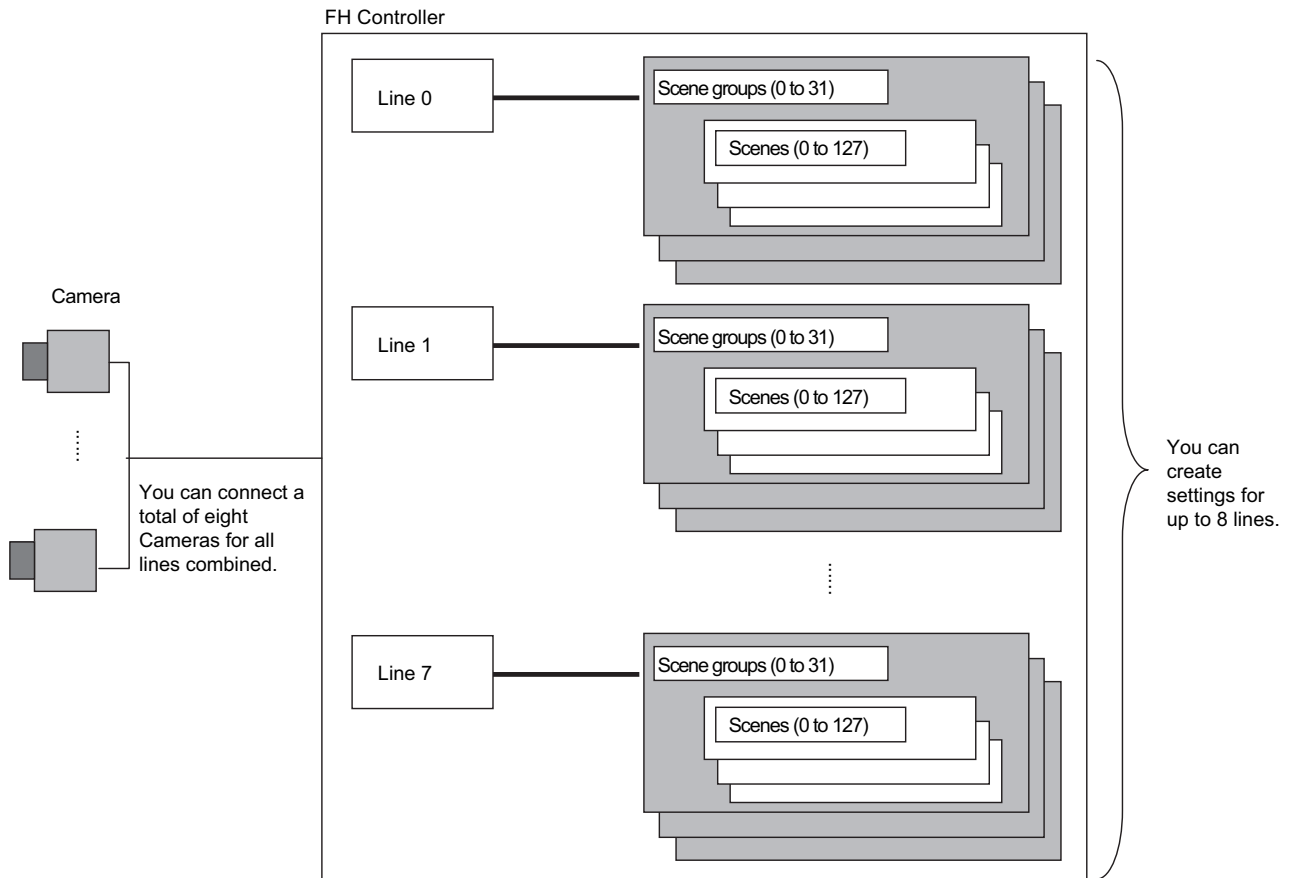 FH Controller
Line 0
Scene groups (0 to 31)
Scenes (0 to 127)
Camera
Line 1
Scene groups (0 to 31)
Scenes (0 to 127)
You can connect a
total of eight
Cameras for all
lines combined.
You can
create
settings for
up to 8 lines.
Line 7
Scene groups (0 to 31)
Scenes (0 to 127)